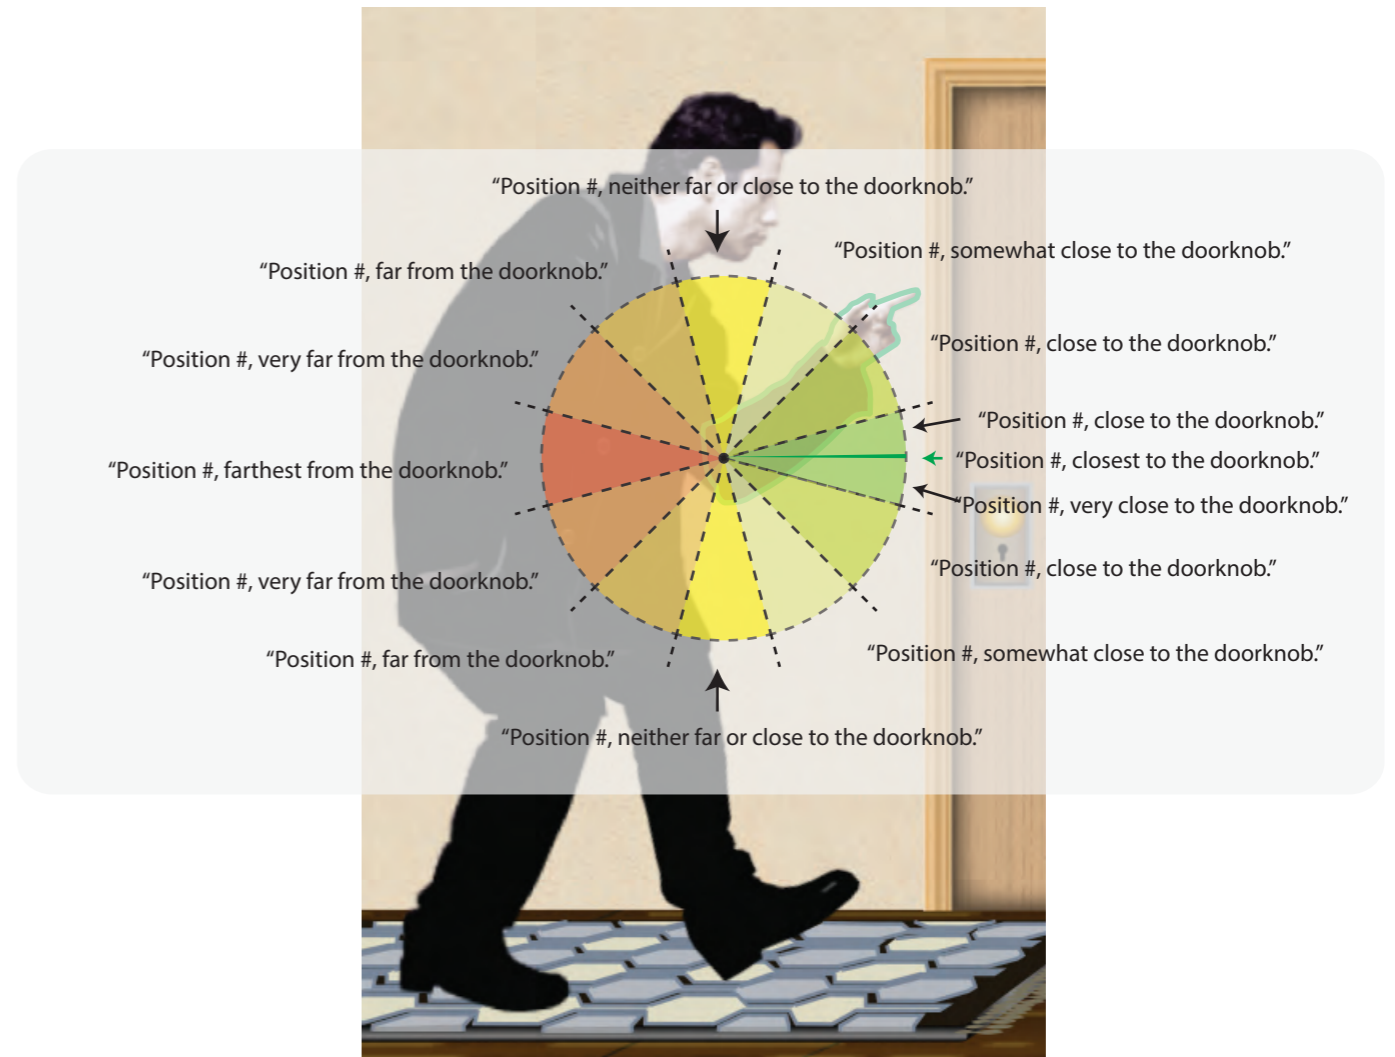 “Position #, neither far or close to the doorknob.”
“Position #, somewhat close to the doorknob.”
“Position #, far from the doorknob.”
“Position #, close to the doorknob.”
“Position #, very far from the doorknob.”
“Position #, close to the doorknob.”
“Position #, closest to the doorknob.”
“Position #, farthest from the doorknob.”
“Position #, very close to the doorknob.”
“Position #, close to the doorknob.”
“Position #, very far from the doorknob.”
“Position #, somewhat close to the doorknob.”
“Position #, far from the doorknob.”
“Position #, neither far or close to the doorknob.”